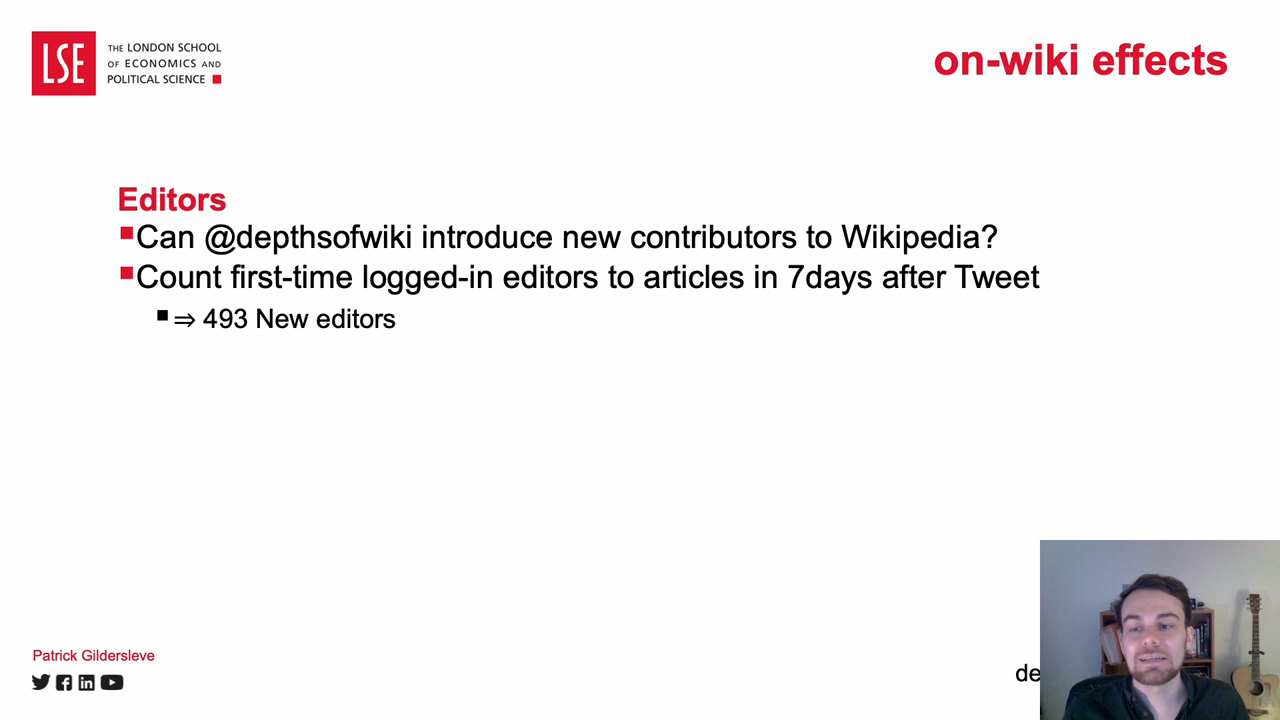 LSE
THE LONDON SCHOOL
OF ECONOMICS AND
POLITICAL SCIENCE
on-wiki effects
Editors
Can @depthsofwiki introduce new contributors to Wikipedia?
Count first-time logged-in editors to articles in 7days after Tweet
⇒ 493 New editors
Patrick Gildersleve
de